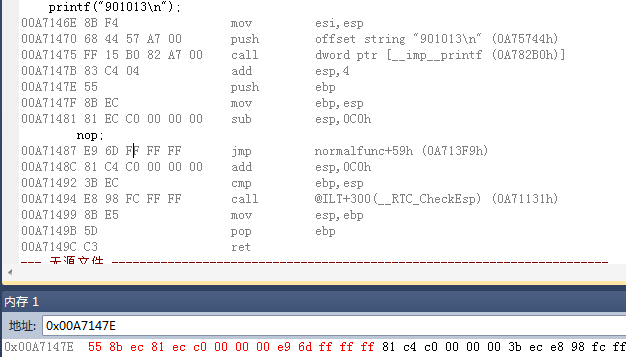 printf("901013\n");
00A7146E 8B F4 mov esi,esp
00A71470 68 44 57 A7 00 push offset string "901013\n" (0A75744h)
00A71475 FF 15 B0 82 A7 00 call dword ptr [__imp__printf (0A782B0h)]
00A7147B 83 C4 04 add esp,4
00A7147E 55 push ebp
00A7147F 8B EC mov ebp,esp
00A71481 81 EC C0 00 00 00 sub esp,0C0h
nop;
00A71487 E9 6D FF FF FF jmp normalfunc+59h (0A713F9h)
00A7148C 81 C4 C0 00 00 00 add esp,0C0h
00A71492 3B EC cmp ebp,esp
00A71494 E8 98 FC FF FF call @ILT+300(__RTC_CheckEsp) (0A71131h)
00A71499 8B E5 mov esp,ebp
00A7149B 5D pop ebp
00A7149C C3 ret
--- 无源文件 -----------------------------------------------------------------------
内存 1
地址: 0x00A7147E
0x00A7147E 55 8b ec 81 ec c0 00 00 00 e9 6d ff ff ff 81 c4 c0 00 00 00 3b ec e8 98 fc ff